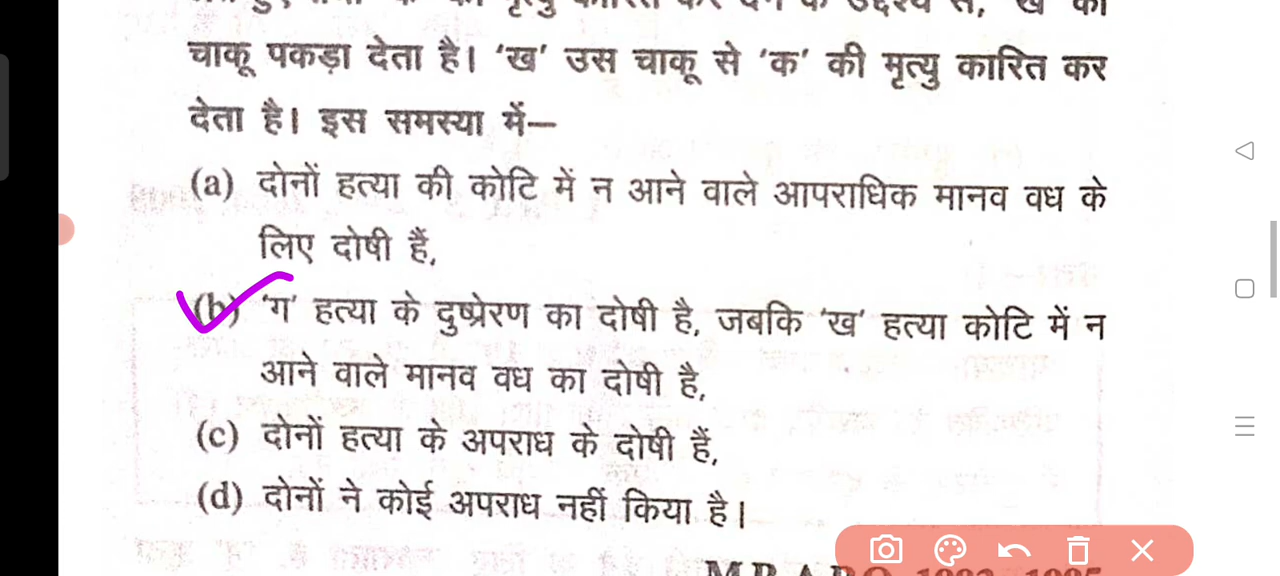 चाकू पकड़ा देता है। ‘ख’ उस चाकू से ‘क’ की मृत्यु कारित कर
देता है। इस समस्या में—
(a) दोनों हत्या की कोटि में न आने वाले आपराधिक मानव वध के
लिए दोषी हैं,
(b) ‘ग’ हत्या के दुष्प्रेरण का दोषी है, जबकि ‘ख’ हत्या कोटि में न
आने वाले मानव वध का दोषी है,
(c) दोनों हत्या के अपराध के दोषी हैं,
(d) दोनों ने कोई अपराध नहीं किया है।